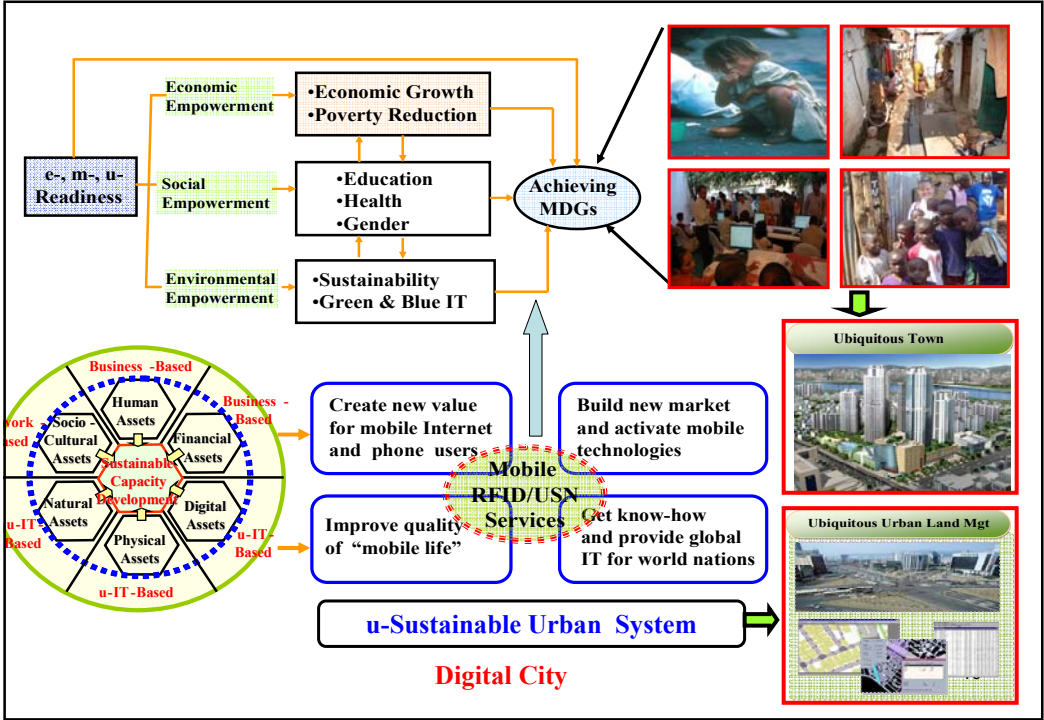 Economic
Empowerment
•Economic Growth
•Poverty Reduction
e-, m-, u-
Readiness
Social
Empowerment
•Education
•Health
•Gender
Achieving
MDGs
Environmental
Empowerment
•Sustainability
•Green & Blue IT
Ubiquitous Town
Business -Based
Business -
Based
work -
ased
Human
Assets
Socio -
Cultural
Assets
Financial
Assets
Sustainable
Capacity
Development
Natural
Assets
Digital
Assets
Physical
Assets
u-IT-
Based
u-IT-
Based
u-IT-Based
Create new value
for mobile Internet
and phone users
Build new market
and activate mobile
technologies
Mobile
RFID/USN
Services
Improve quality
of “mobile life”
Get know-how
and provide global
IT for world nations
Ubiquitous Urban Land Mgt
u-Sustainable Urban System
Digital City